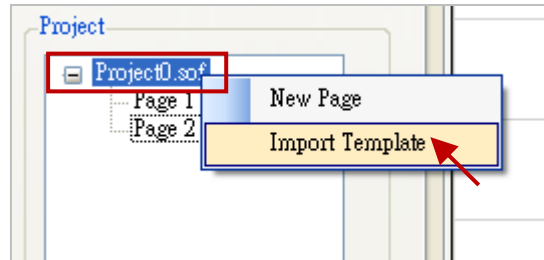 Project
Project0.sof
Page 1
New Page
Page 2
Import Template